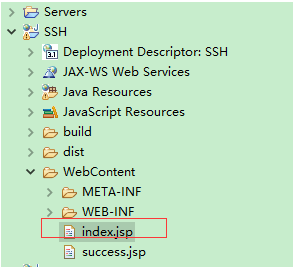 Servers
SSH
Deployment Descriptor: SSH
JAX-WS Web Services
Java Resources
JavaScript Resources
build
dist
WebContent
META-INF
WEB-INF
index.jsp
success.jsp